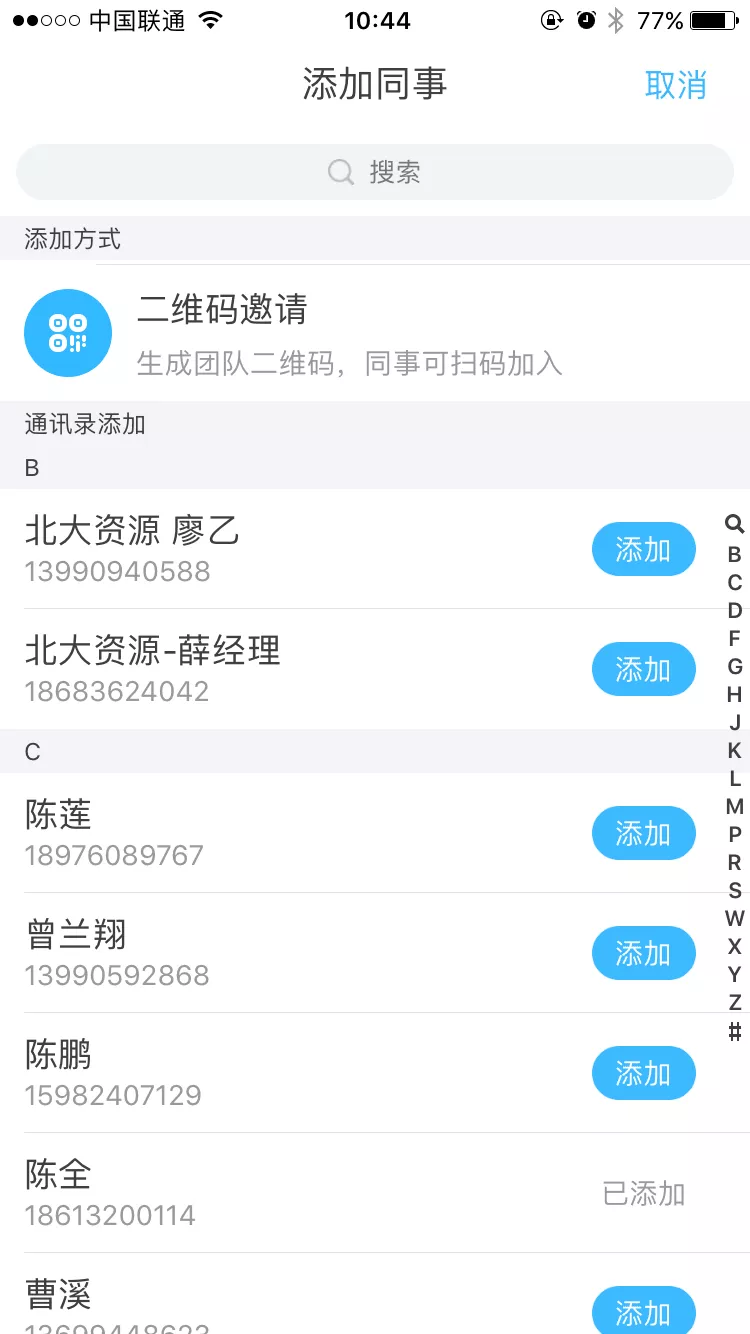 中国联通 10:44 77%
添加同事 取消
搜索
添加方式
二维码邀请
生成团队二维码，同事可扫码加入
通讯录添加
B
北大资源 廖乙
13990940588
添加
北大资源-薛经理
18683624042
添加
C
陈莲
18976089767
添加
曾兰翔
13990592868
添加
陈鹏
15982407129
添加
陈全
18613200114
已添加
曹溪
添加
B
C
D
F
G
H
J
K
L
M
P
R
S
W
X
Y
Z
#